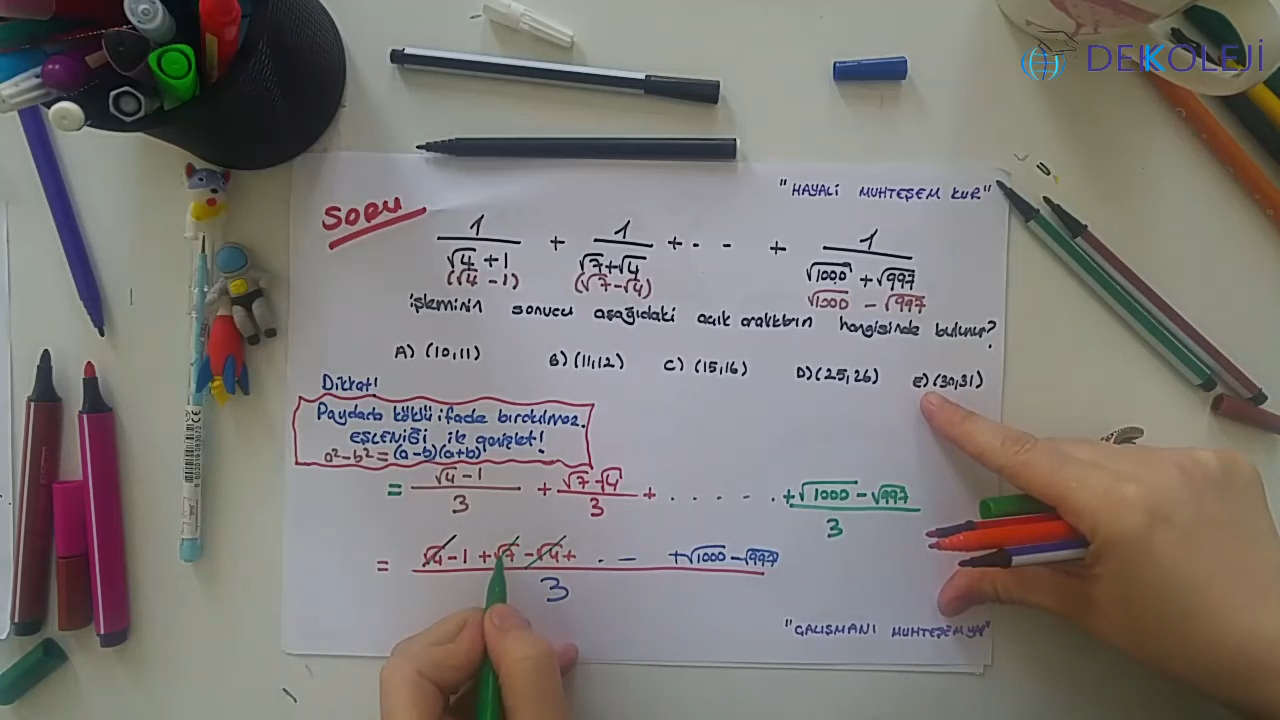 DEKOLEJİ
"HAYALİ MUHTEŞEM KUR"
SORU
1/(√4 + 1) + 1/(√7 + √4) + . - - + 1/(√1000 + √997)
(√4 - 1) (√7 - √4) √1000 - √997
işleminin sonucu aşağıdaki açık aralıkların hangisinde bulunur?
A) (10,11) B) (11,12) C) (15,16) D) (25,26) E) (30,31)
Dikkat!
Paydada köklü ifade bırakılmaz.
EŞLENİĞİ ile genişlet!
a²-b² = (a-b)(a+b)
= (√4 - 1)/3 + (√7 - √4)/3 + . . . . - . + (√1000 - √997)/3
= (√4 - 1 + √7 - √4 + . - + √1000 - √997)/3
"ÇALIŞMANI MUHTEŞEM YAP"